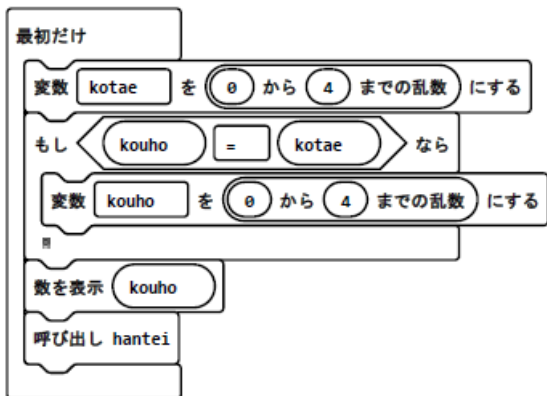 最初だけ
変数 kotae を 0 から 4 までの乱数 にする
もし kouho = kotae なら
変数 kouho を 0 から 4 までの乱数 にする
数を表示 kouho
呼び出し hantei